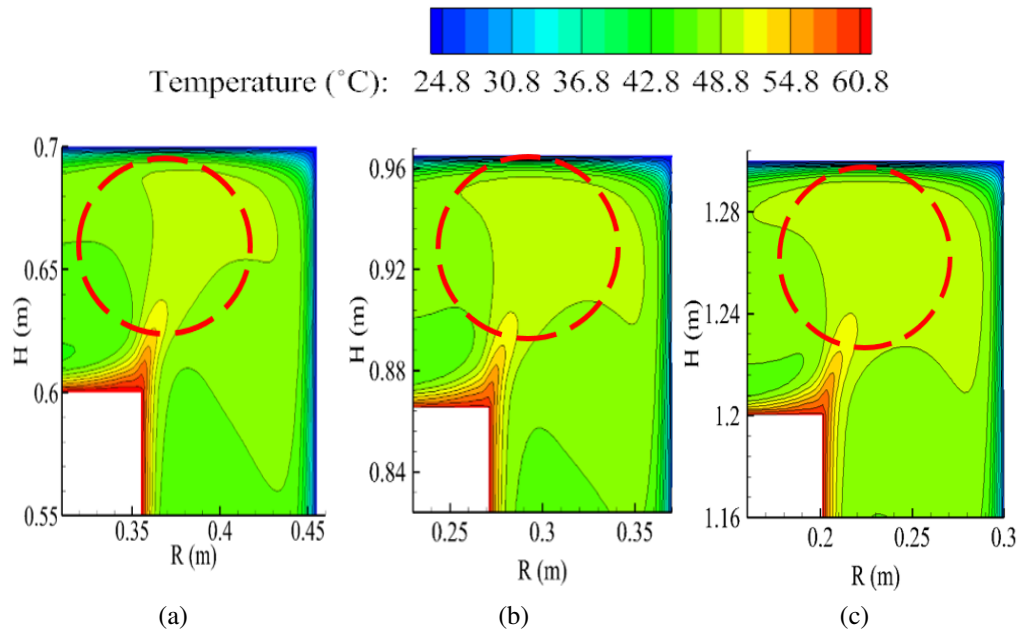 Temperature (°C): 24.8 30.8 36.8 42.8 48.8 54.8 60.8
0.7
0.65
0.6
0.55
H (m)
0.35 0.4 0.45
R (m)
(a)
0.96
0.92
0.88
0.84
H (m)
0.25 0.3 0.35
R (m)
(b)
1.28
1.24
1.2
1.16
H (m)
0.2 0.25 0.3
R (m)
(c)